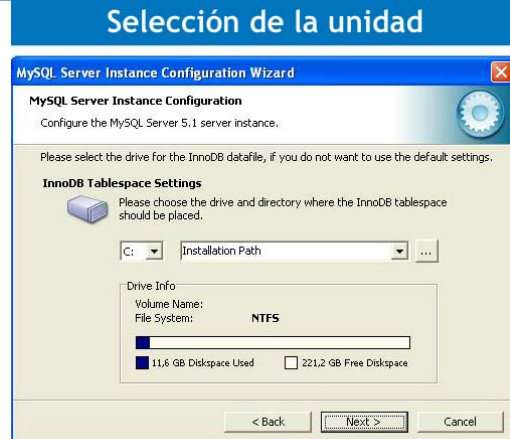 Selección de la unidad
MySQL Server Instance Configuration Wizard
MySQL Server Instance Configuration
Configure the MySQL Server 5.1 server instance.
Please select the drive for the InnoDB datafile, if you do not want to use the default settings.
InnoDB Tablespace Settings
Please choose the drive and directory where the InnoDB tablespace
should be placed.
C: Installation Path ...
Drive Info
Volume Name:
File System: NTFS
11,6 GB Diskspace Used 221,2 GB Free Diskspace
< Back Next > Cancel